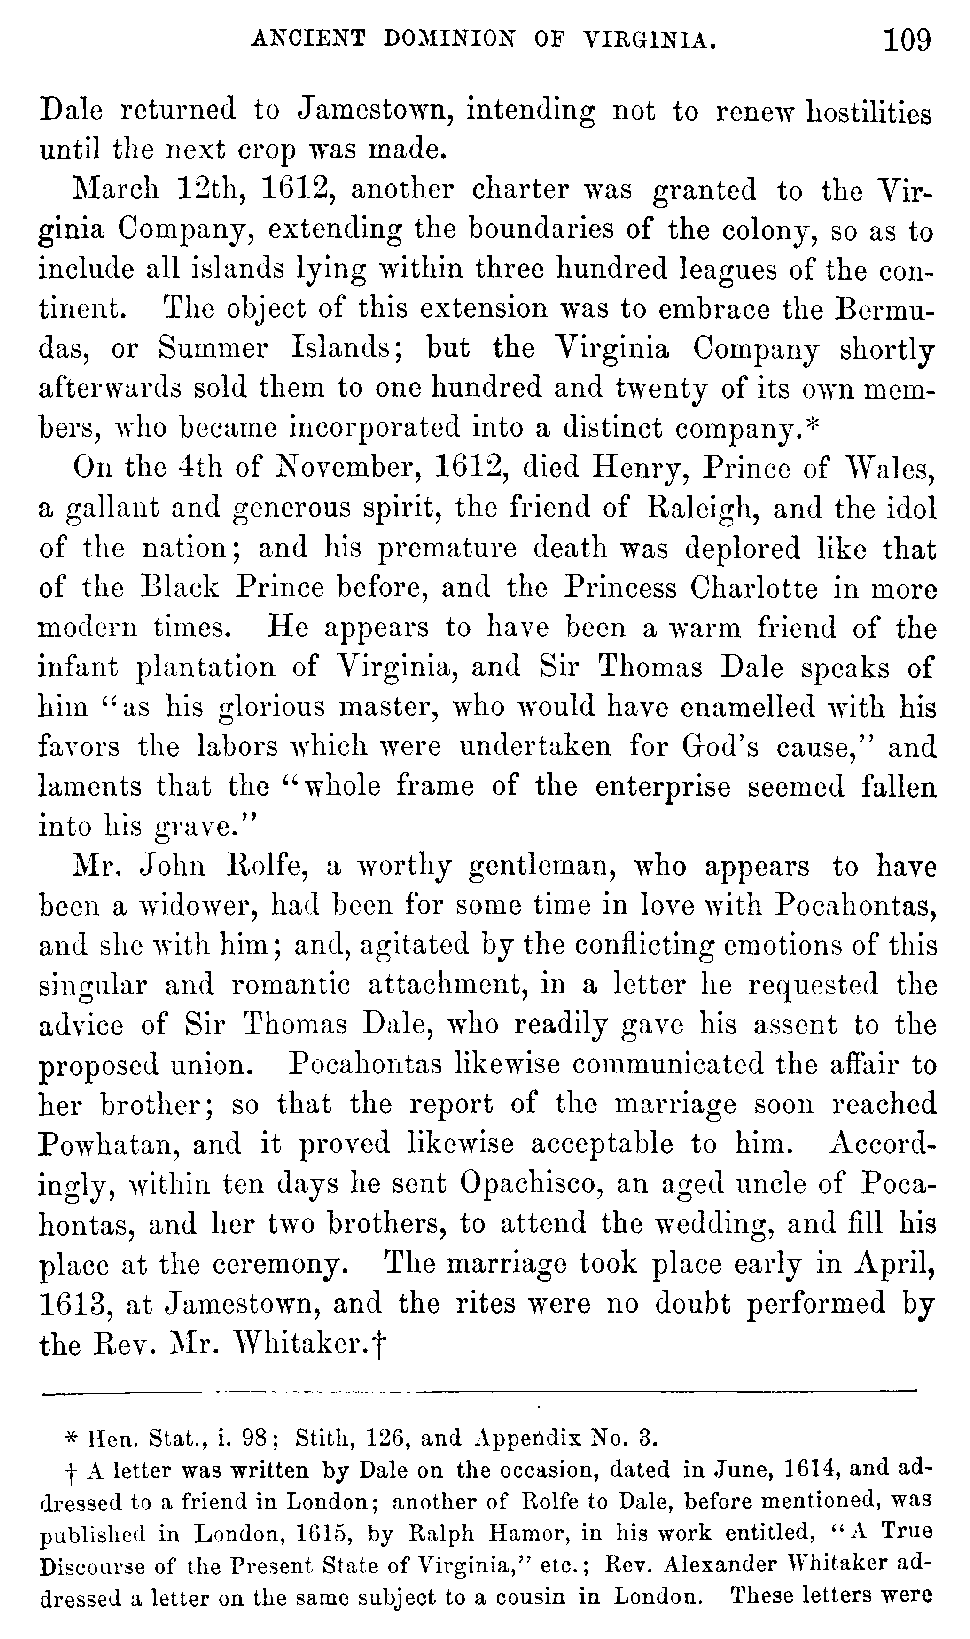 ANCIENT DOMINION OF VIRGINIA. 109
Dale returned to Jamestown, intending not to renew hostilities
until the next crop was made.
March 12th, 1612, another charter was granted to the Vir-
ginia Company, extending the boundaries of the colony, so as to
include all islands lying within three hundred leagues of the con-
tinent. The object of this extension was to embrace the Bermu-
das, or Summer Islands; but the Virginia Company shortly
afterwards sold them to one hundred and twenty of its own mem-
bers, who became incorporated into a distinct company.*
On the 4th of November, 1612, died Henry, Prince of Wales,
a gallant and generous spirit, the friend of Raleigh, and the idol
of the nation; and his premature death was deplored like that
of the Black Prince before, and the Princess Charlotte in more
modern times. He appears to have been a warm friend of the
infant plantation of Virginia, and Sir Thomas Dale speaks of
him "as his glorious master, who would have enamelled with his
favors the labors which were undertaken for God's cause," and
laments that the "whole frame of the enterprise seemed fallen
into his grave."
Mr. John Rolfe, a worthy gentleman, who appears to have
been a widower, had been for some time in love with Pocahontas,
and she with him; and, agitated by the conflicting emotions of this
singular and romantic attachment, in a letter he requested the
advice of Sir Thomas Dale, who readily gave his assent to the
proposed union. Pocahontas likewise communicated the affair to
her brother; so that the report of the marriage soon reached
Powhatan, and it proved likewise acceptable to him. Accord-
ingly, within ten days he sent Opachisco, an aged uncle of Poca-
hontas, and her two brothers, to attend the wedding, and fill his
place at the ceremony. The marriage took place early in April,
1613, at Jamestown, and the rites were no doubt performed by
the Rev. Mr. Whitaker.†
* Hen. Stat., i. 98; Stith, 126, and Appendix No. 3.
† A letter was written by Dale on the occasion, dated in June, 1614, and ad-
dressed to a friend in London; another of Rolfe to Dale, before mentioned, was
published in London, 1615, by Ralph Hamor, in his work entitled, "A True
Discourse of the Present State of Virginia," etc.; Rev. Alexander Whitaker ad-
dressed a letter on the same subject to a cousin in London. These letters were